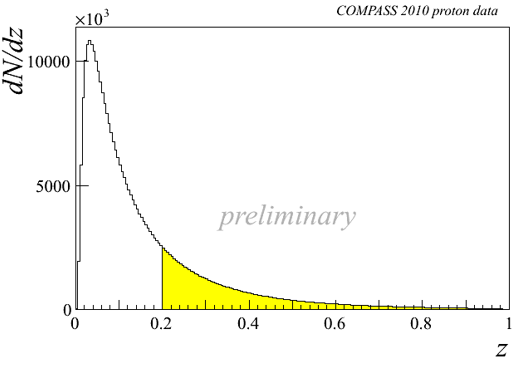 COMPASS 2010 proton data
×10³
dN/dz
10000
5000
0
preliminary
0 0.2 0.4 0.6 0.8 1
z